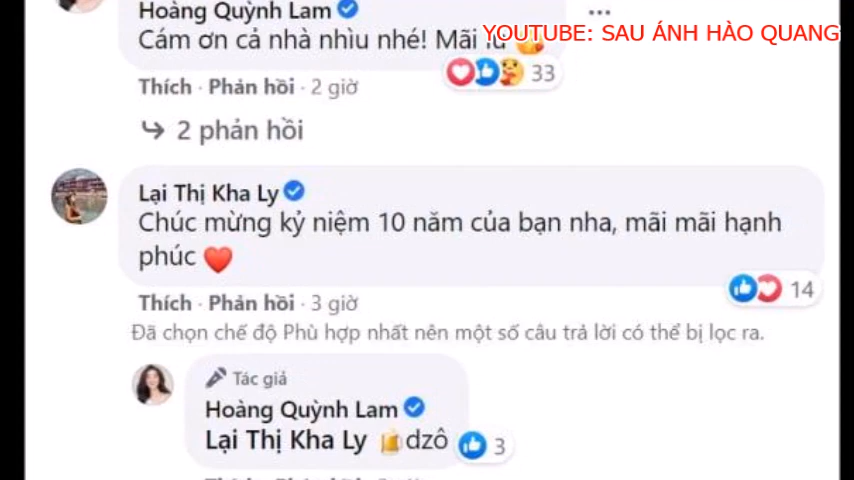 Hoàng Quỳnh Lam
YOUTUBE: SAU ÁNH HÀO QUANG
Cám ơn cả nhà nhìu nhé! Mãi iu
33
Thích · Phản hồi · 2 giờ
2 phản hồi
Lại Thị Kha Ly
Chúc mừng kỷ niệm 10 năm của bạn nha, mãi mãi hạnh
phúc ❤️
14
Thích · Phản hồi · 3 giờ
Đã chọn chế độ Phù hợp nhất nên một số câu trả lời có thể bị lọc ra.
Tác giả
Hoàng Quỳnh Lam
Lại Thị Kha Ly 🍺dzô
3